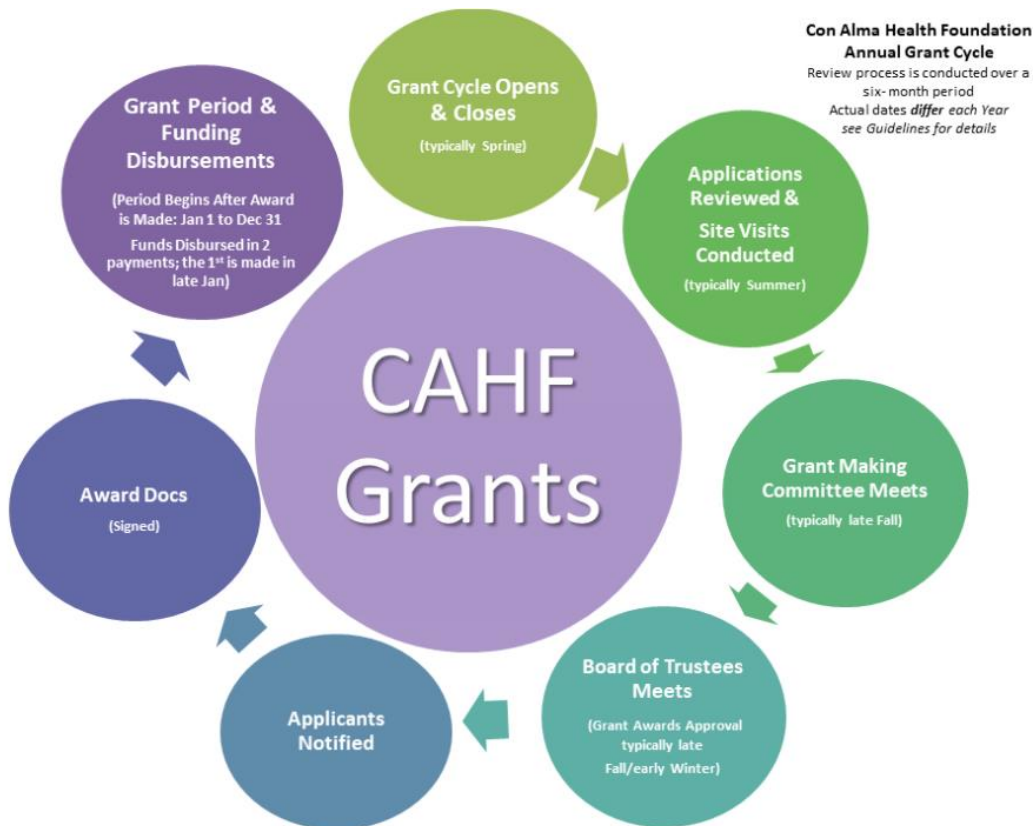 Con Alma Health Foundation
Annual Grant Cycle
Review process is conducted over a
six- month period
Actual dates differ each Year
see Guidelines for details
Grant Cycle Opens
& Closes
(typically Spring)
Applications
Reviewed &
Site Visits
Conducted
(typically Summer)
Grant Making
Committee Meets
(typically late Fall)
Board of Trustees
Meets
(Grant Awards Approval
typically late
Fall/early Winter)
Applicants
Notified
Award Docs
(Signed)
Grant Period &
Funding
Disbursements
(Period Begins After Award
is Made: Jan 1 to Dec 31
Funds Disbursed in 2
payments; the 1st is made in
late Jan)
CAHF
Grants